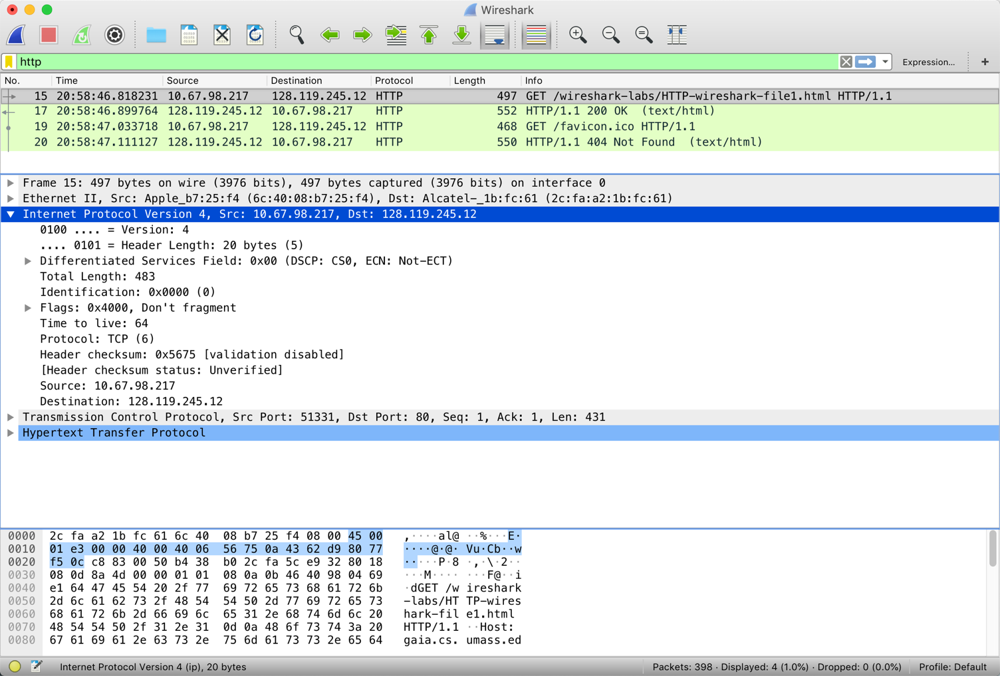 Wireshark
http
Expression...
+
No. Time Source Destination Protocol Length Info
15 20:58:46.818231 10.67.98.217 128.119.245.12 HTTP 497 GET /wireshark-labs/HTTP-wireshark-file1.html HTTP/1.1
17 20:58:46.899764 128.119.245.12 10.67.98.217 HTTP 552 HTTP/1.1 200 OK (text/html)
19 20:58:47.033718 10.67.98.217 128.119.245.12 HTTP 468 GET /favicon.ico HTTP/1.1
20 20:58:47.111127 128.119.245.12 10.67.98.217 HTTP 550 HTTP/1.1 404 Not Found (text/html)
Frame 15: 497 bytes on wire (3976 bits), 497 bytes captured (3976 bits) on interface 0
Ethernet II, Src: Apple_b7:25:f4 (6c:40:08:b7:25:f4), Dst: Alcatel-_1b:fc:61 (2c:fa:a2:1b:fc:61)
Internet Protocol Version 4, Src: 10.67.98.217, Dst: 128.119.245.12
0100 .... = Version: 4
.... 0101 = Header Length: 20 bytes (5)
Differentiated Services Field: 0x00 (DSCP: CS0, ECN: Not-ECT)
Total Length: 483
Identification: 0x0000 (0)
Flags: 0x4000, Don't fragment
Time to live: 64
Protocol: TCP (6)
Header checksum: 0x5675 [validation disabled]
[Header checksum status: Unverified]
Source: 10.67.98.217
Destination: 128.119.245.12
Transmission Control Protocol, Src Port: 51331, Dst Port: 80, Seq: 1, Ack: 1, Len: 431
Hypertext Transfer Protocol
0000 2c fa a2 1b fc 61 6c 40 08 b7 25 f4 08 00 45 00 ,····al@ ··%···E·
0010 01 e3 00 00 40 00 40 06 56 75 0a 43 62 d9 80 77 ····@·@· Vu·Cb··w
0020 f5 0c c8 83 00 50 b4 38 b0 2c fa 5c e9 32 80 18 ·····P·8 ·,·\·2··
0030 08 0d 8a 4d 00 00 01 01 08 0a 0b 46 40 98 04 69 ···M···· ···F@··i
0040 e1 64 47 45 54 20 2f 77 69 72 65 73 68 61 72 6b ·dGET /w ireshark
0050 2d 6c 61 62 73 2f 48 54 54 50 2d 77 69 72 65 73 -labs/HT TP-wires
0060 68 61 72 6b 2d 66 69 6c 65 31 2e 68 74 6d 6c 20 hark-fil e1.html
0070 48 54 54 50 2f 31 2e 31 0d 0a 48 6f 73 74 3a 20 HTTP/1.1 ··Host:
0080 67 61 69 61 2e 63 73 2e 75 6d 61 73 73 2e 65 64 gaia.cs. umass.ed
Internet Protocol Version 4 (ip), 20 bytes
Packets: 398 · Displayed: 4 (1.0%) · Dropped: 0 (0.0%)
Profile: Default